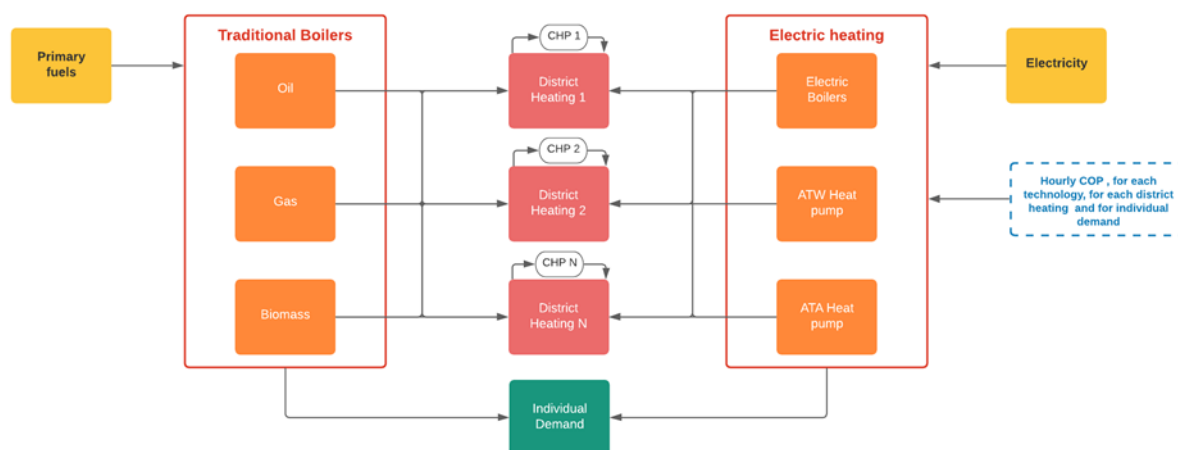 Primary
fuels
Traditional Boilers
Oil
Gas
Biomass
CHP 1
District
Heating 1
CHP 2
District
Heating 2
CHP N
District
Heating N
Individual
Demand
Electric heating
Electric
Boilers
ATW Heat
pump
ATA Heat
pump
Electricity
Hourly COP , for each
technology, for each district
heating and for individual
demand